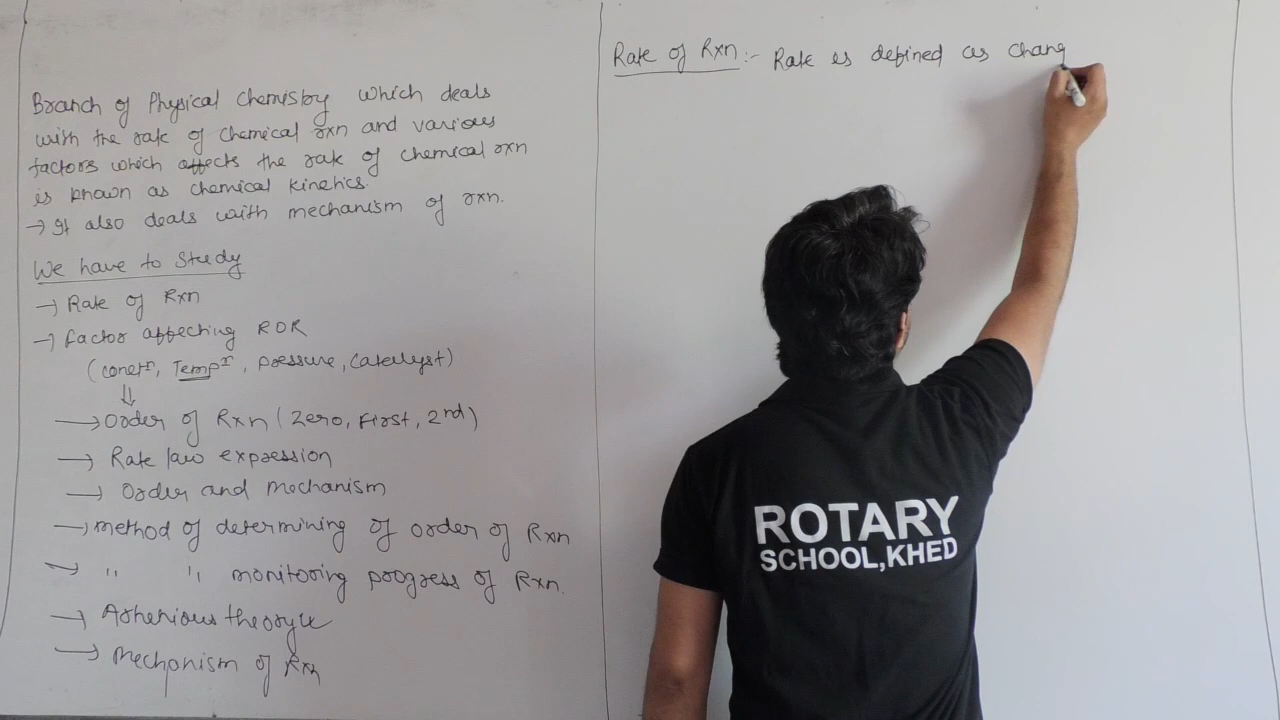 Branch of Physical Chemistry which deals
with the rate of chemical rxn and various
factors which affects the rate of chemical rxn
is known as chemical kinetics.
→ It also deals with mechanism of rxn.
We have to Study
→ Rate of Rxn
→ factor affecting ROR
(conctⁿ, Tempʳ, pressure, Catalyst)
⇓
→ Order of Rxn (Zero, First, 2nd)
→ Rate law expression
→ Order and mechanism
→ method of determining of order of Rxn
→ " " monitoring progress of Rxn.
→ Arhenious theory
→ mechanism of Rxn
Rate of Rxn :- Rate is defined as chang
ROTARY
SCHOOL,KHED